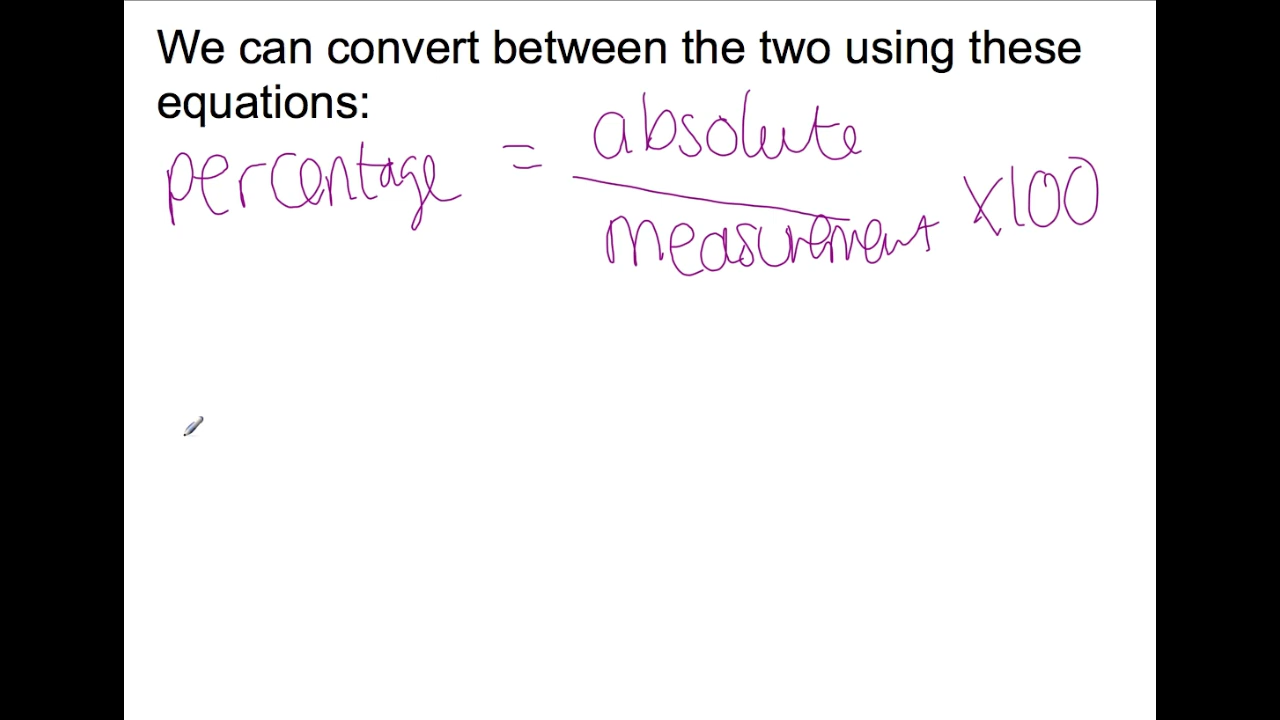 We can convert between the two using these
equations:
percentage = absolute
measurement ×100